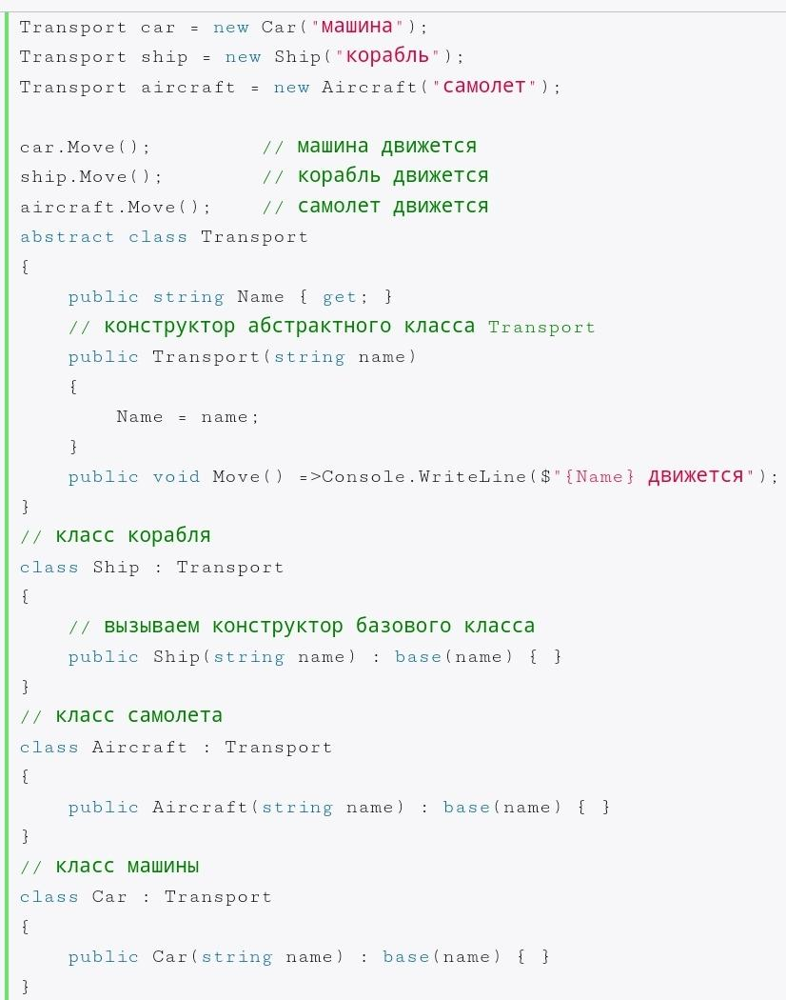 Transport car = new Car("машина");
Transport ship = new Ship("корабль");
Transport aircraft = new Aircraft("самолет");

car.Move();         // машина движется
ship.Move();        // корабль движется
aircraft.Move();    // самолет движется
abstract class Transport
{
    public string Name { get; }
    // конструктор абстрактного класса Transport
    public Transport(string name)
    {
        Name = name;
    }
    public void Move() =>Console.WriteLine($"{Name} движется");
}
// класс корабля
class Ship : Transport
{
    // вызываем конструктор базового класса
    public Ship(string name) : base(name) { }
}
// класс самолета
class Aircraft : Transport
{
    public Aircraft(string name) : base(name) { }
}
// класс машины
class Car : Transport
{
    public Car(string name) : base(name) { }
}